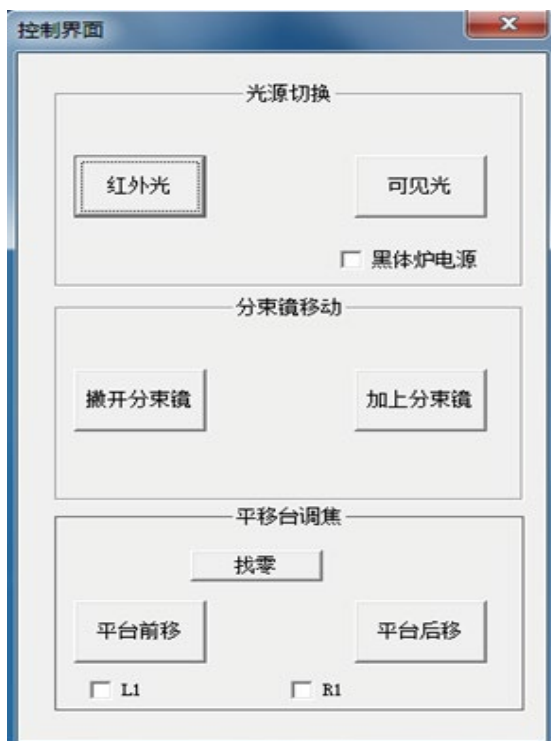 控制界面
光源切换
红外光
可见光
黑体炉电源
分束镜移动
撤开分束镜
加上分束镜
平移台调焦
找零
平台前移
平台后移
L1
R1